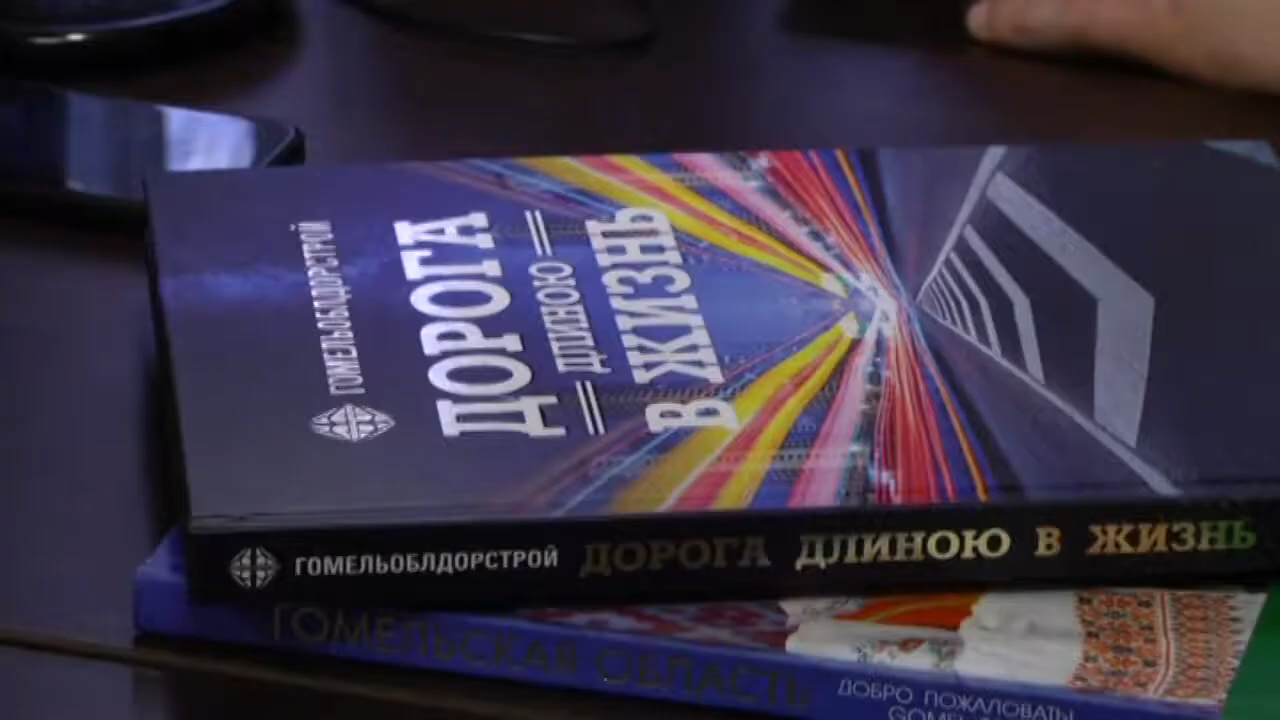 ГОМЕЛЬОБЛДОРСТРОЙ
ДОРОГА
ДЛИНОЮ
В ЖИЗНЬ
ГОМЕЛЬОБЛДОРСТРОЙ ДОРОГА ДЛИНОЮ В ЖИЗНЬ
ГОМЕЛЬСКАЯ ОБЛАСТЬ
ДОБРО ПОЖАЛОВАТЬ